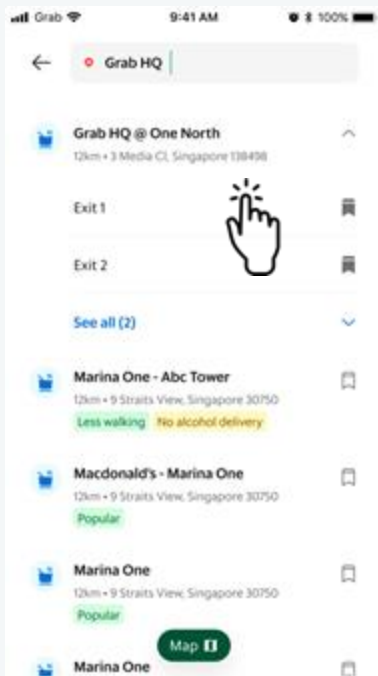 Grab 9:41 AM 100%
Grab HQ
Grab HQ @ One North
12km • 3 Media Cl, Singapore 138498
Exit 1
Exit 2
See all (2)
Marina One - Abc Tower
12km • 9 Straits View, Singapore 30750
Less walking No alcohol delivery
Macdonald's - Marina One
12km • 9 Straits View, Singapore 30750
Popular
Marina One
12km • 9 Straits View, Singapore 30750
Popular
Map
Marina One